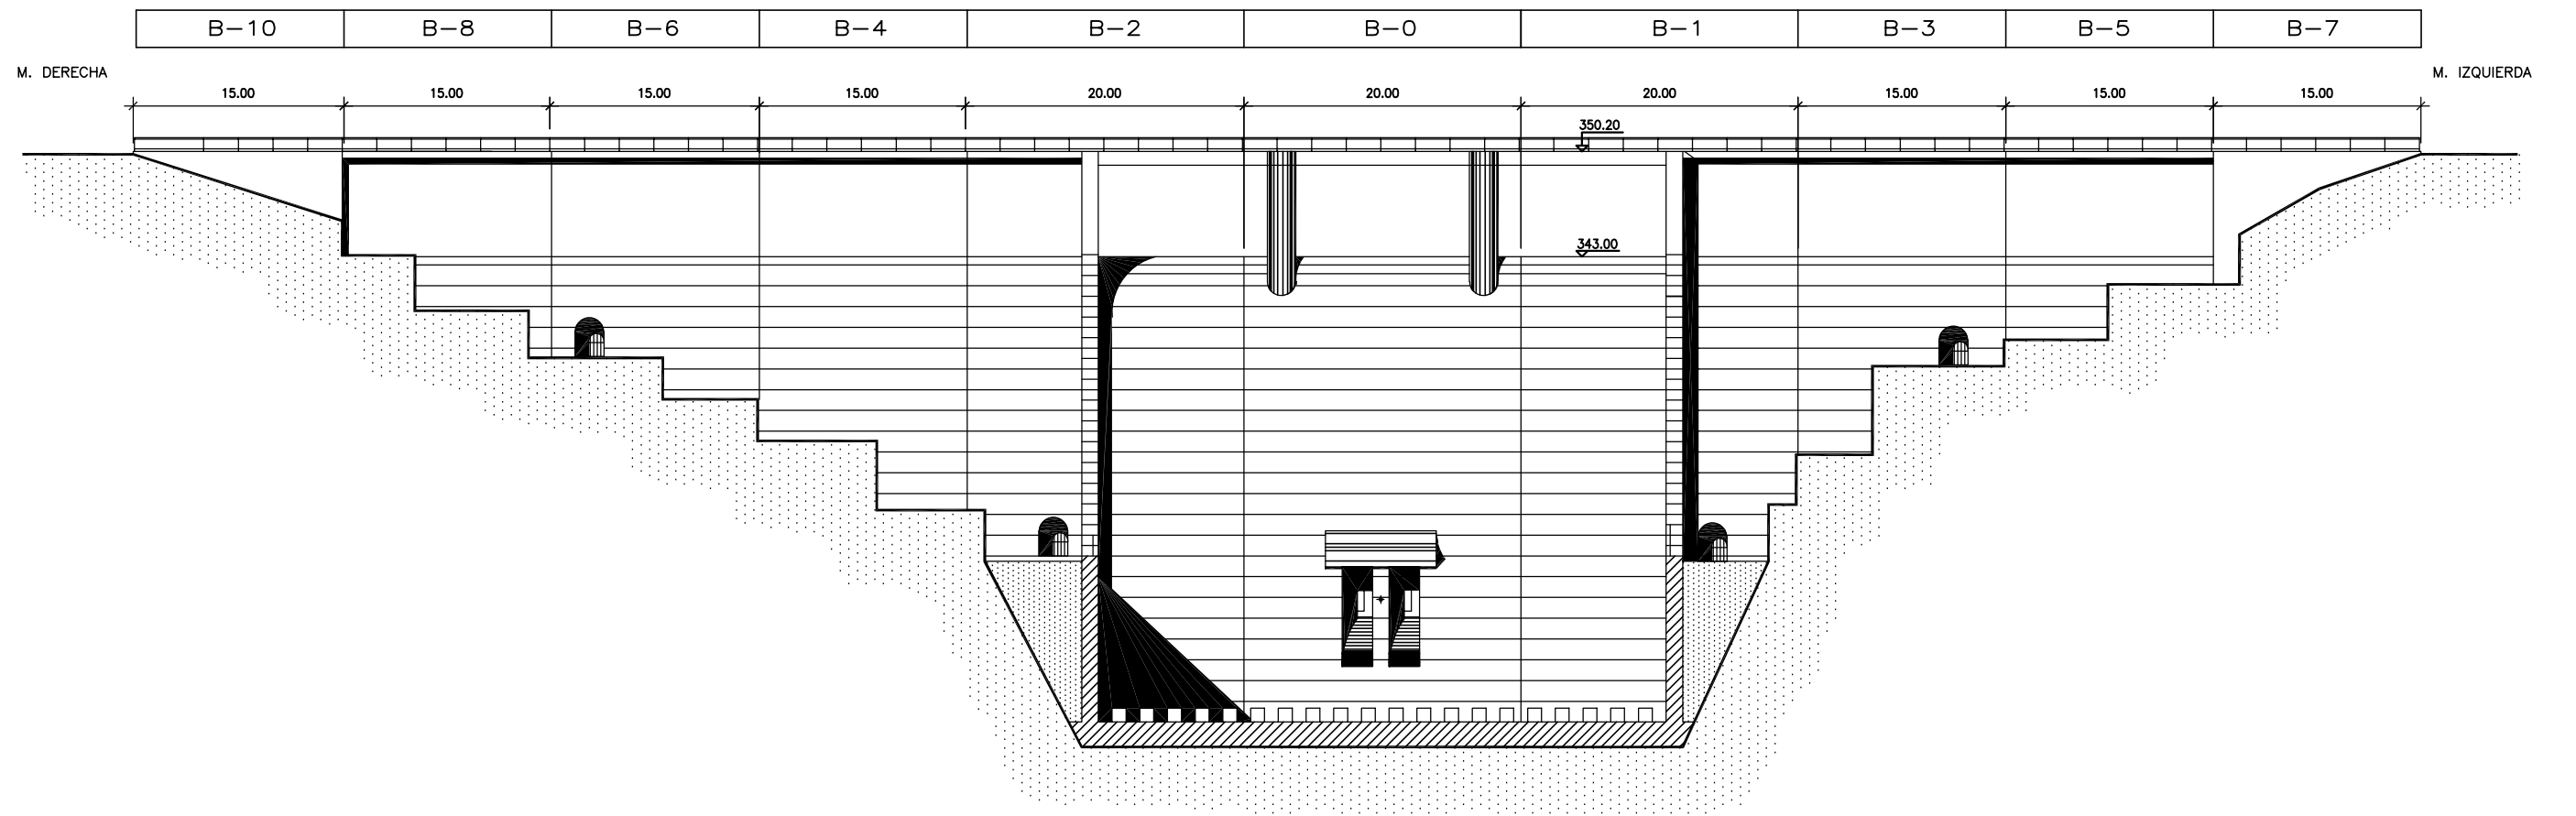 B-10 B-8 B-6 B-4 B-2 B-0 B-1 B-3 B-5 B-7
M. DERECHA M. IZQUIERDA
15.00 15.00 15.00 15.00 20.00 20.00 20.00 15.00 15.00 15.00
350.20
343.00